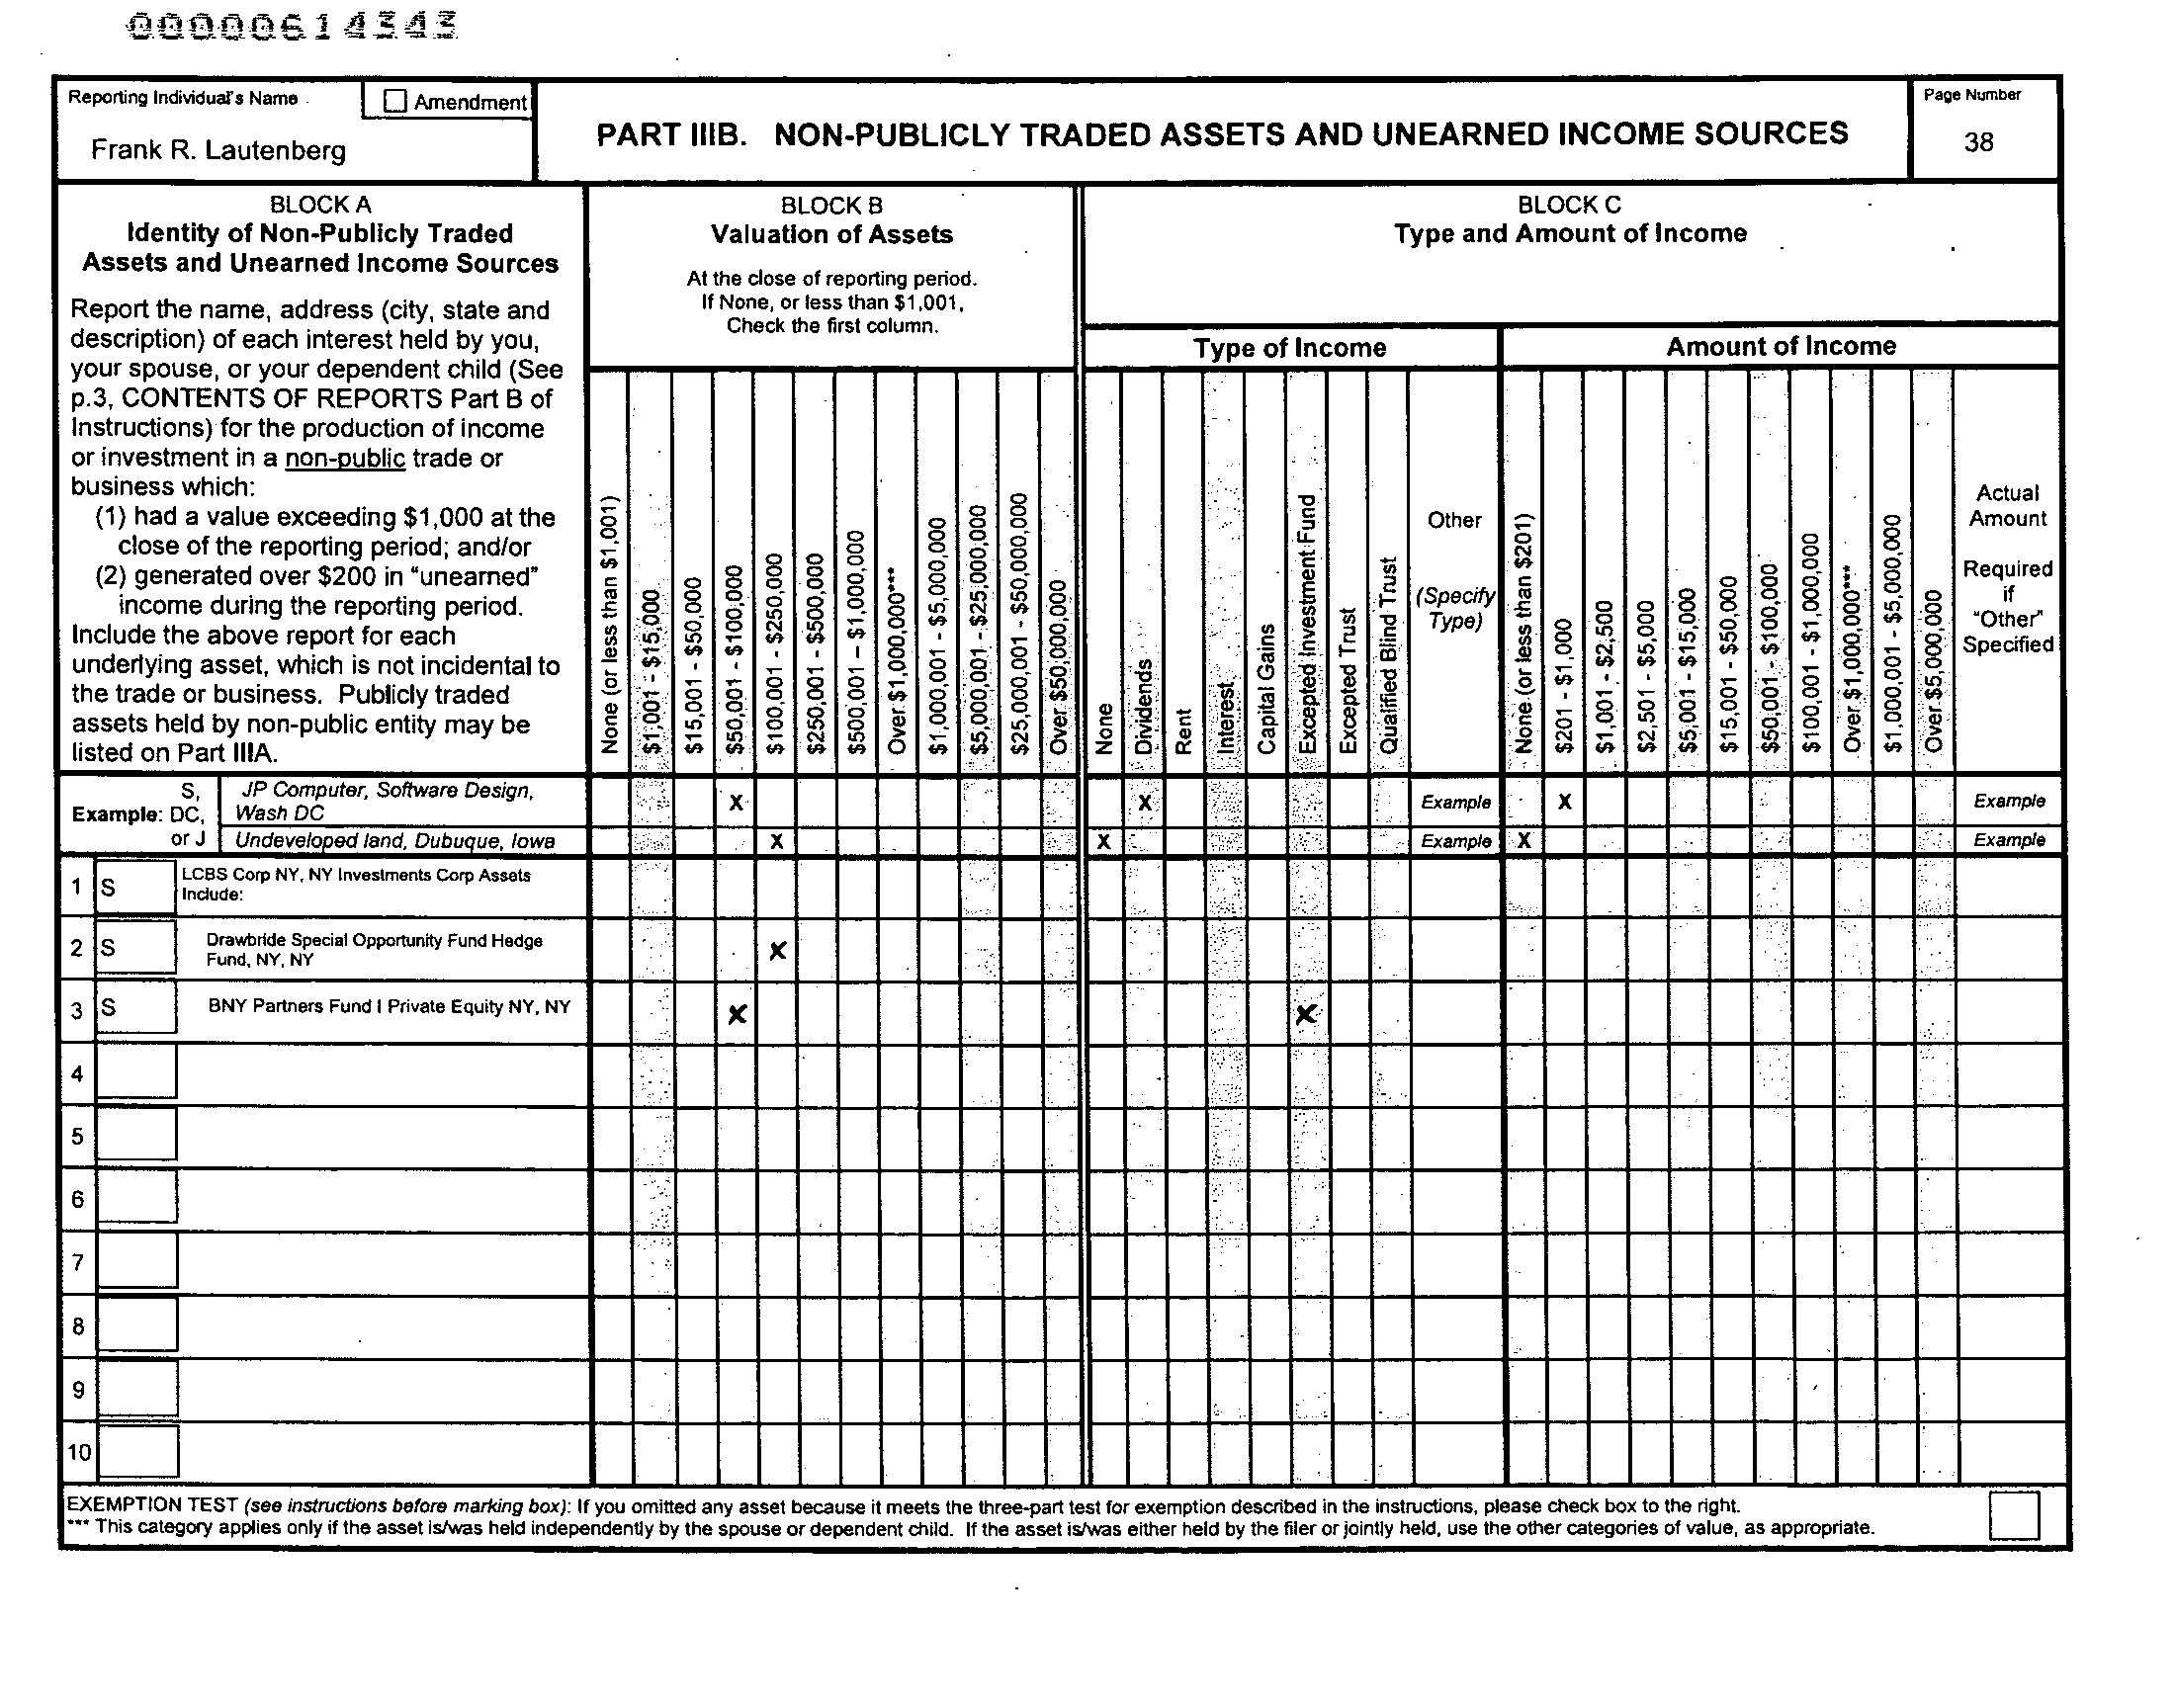 00000614343
Reporting Individual's Name
Amendment
Frank R. Lautenberg
PART IIIB. NON-PUBLICLY TRADED ASSETS AND UNEARNED INCOME SOURCES
Page Number
38
BLOCK A
Identity of Non-Publicly Traded
Assets and Unearned Income Sources
Report the name, address (city, state and
description) of each interest held by you,
your spouse, or your dependent child (See
p.3, CONTENTS OF REPORTS Part B of
Instructions) for the production of income
or investment in a non-public trade or
business which:
(1) had a value exceeding $1,000 at the
close of the reporting period; and/or
(2) generated over $200 in "unearned"
income during the reporting period.
Include the above report for each
underlying asset, which is not incidental to
the trade or business. Publicly traded
assets held by non-public entity may be
listed on Part IIIA.
BLOCK B
Valuation of Assets
At the close of reporting period.
If None, or less than $1,001,
Check the first column.
None (or less than $1,001)
$1,001 - $15,000
$15,001 - $50,000
$50,001 - $100,000
$100,001 - $250,000
$250,001 - $500,000
$500,001 – $1,000,000
Over $1,000,000***
$1,000,001 - $5,000,000
$5,000,001 - $25,000,000
$25,000,001 - $50,000,000
Over $50,000,000
BLOCK C
Type and Amount of Income
Type of Income
None
Dividends
Rent
Interest
Capital Gains
Excepted Investment Fund
Excepted Trust
Qualified Blind Trust
Other
(Specify
Type)
Amount of Income
None (or less than $201)
$201 - $1,000
$1,001 - $2,500
$2,501 - $5,000
$5,001 - $15,000
$15,001 - $50,000
$50,001 - $100,000
$100,001 - $1,000,000
Over $1,000,000***
$1,000,001 - $5,000,000
Over $5,000,000
Actual
Amount
Required
if
"Other"
Specified
Example: S, DC, or J
JP Computer, Software Design,
Wash DC
X X Example X Example
Undeveloped land, Dubuque, Iowa X X Example X Example
1 S LCBS Corp NY, NY Investments Corp Assets
Include:
2 S Drawbride Special Opportunity Fund Hedge
Fund, NY, NY
X
3 S BNY Partners Fund I Private Equity NY, NY X X
4
5
6
7
8
9
10
EXEMPTION TEST (see instructions before marking box): If you omitted any asset because it meets the three-part test for exemption described in the instructions, please check box to the right.
*** This category applies only if the asset is/was held independently by the spouse or dependent child. If the asset is/was either held by the filer or jointly held, use the other categories of value, as appropriate.